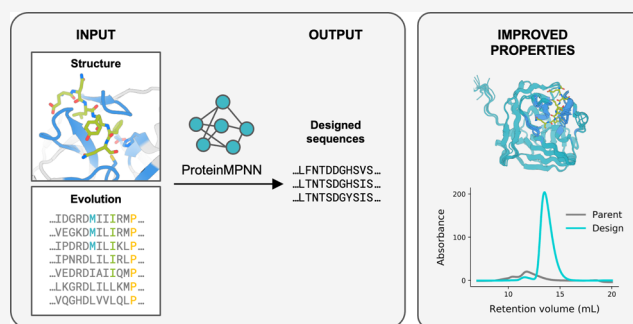 INPUT
OUTPUT
Structure
Evolution
…IDGRDMIIIRMP…
…VEGKDMILIRMP…
…IPDRDMILIKLP…
…IPNRDLIILIRLP…
…VEDRDIAIIQMP…
…LKGRDLILLKMP…
…VQGHDLVVLQLP…
ProteinMPNN
Designed
sequences
…LFNTDDGHSVS…
…LTNTSDGHSIS…
…LTNTSDGYSIS…
IMPROVED
PROPERTIES
Absorbance
200
100
0
Parent
Design
10
15
20
Retention volume (mL)